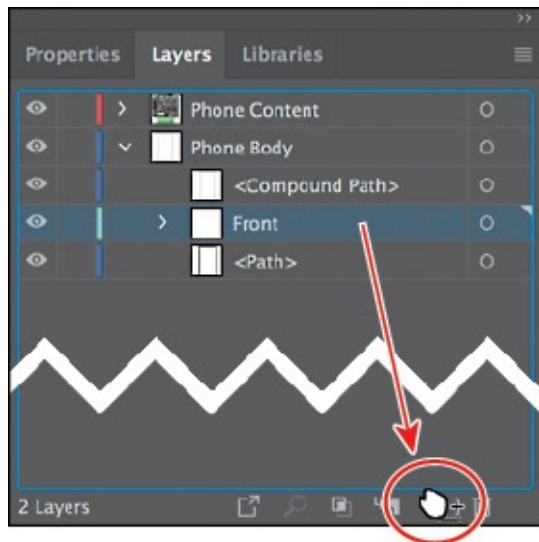 Properties Layers Libraries
Phone Content
Phone Body
<Compound Path>
Front
<Path>
2 Layers